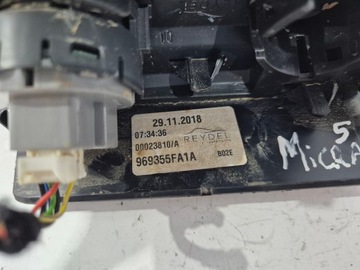 29.11.2018
07:34:36
REYDEL
00023810/A
969355FA1A
B02E
5
Micra